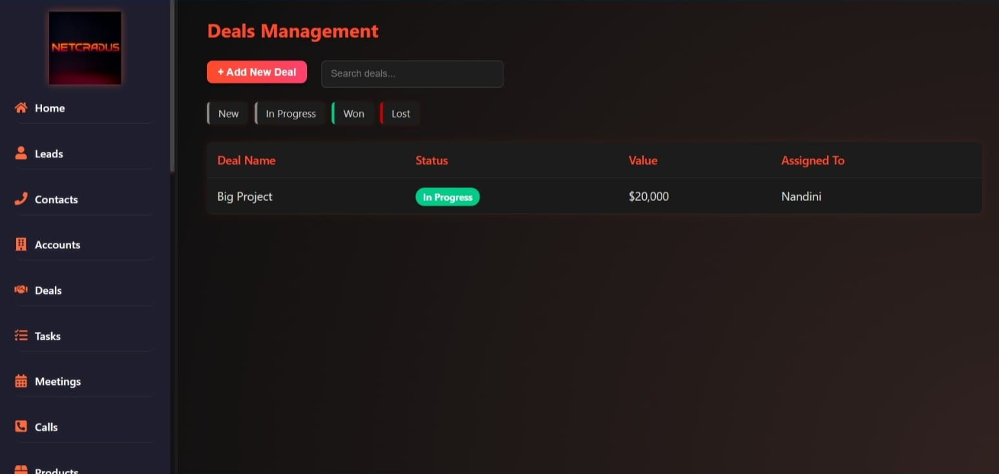 NETCRADUS
Home
Leads
Contacts
Accounts
Deals
Tasks
Meetings
Calls
Products
Deals Management
+ Add New Deal
Search deals...
New In Progress Won Lost
Deal Name Status Value Assigned To
Big Project In Progress $20,000 Nandini